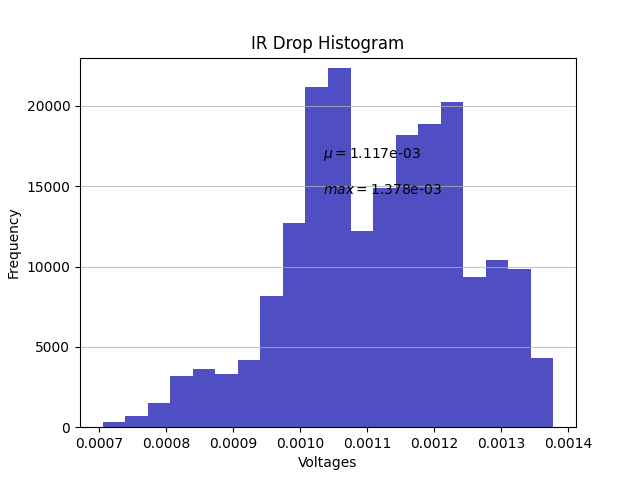 IR Drop Histogram
20000
15000
10000
5000
0
Frequency
μ = 1.117e-03
max = 1.378e-03
0.0007 0.0008 0.0009 0.0010 0.0011 0.0012 0.0013 0.0014
Voltages